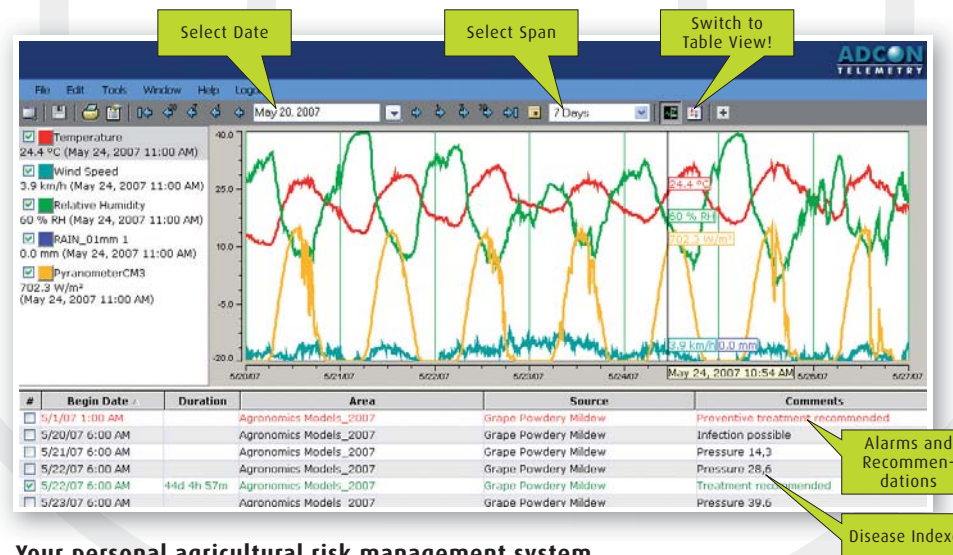 Select Date
Select Span
Switch to
Table View!
ADCON
TELEMETRY
File Edit Tools Window Help
May 20, 2007
7 Days
Temperature
24.4 ºC (May 24, 2007 11:00 AM)
Wind Speed
3.9 km/h (May 24, 2007 11:00 AM)
Relative Humidity
60 % RH (May 24, 2007 11:00 AM)
RAIN_01mm 1
0.0 mm (May 24, 2007 11:00 AM)
PyranometerCM3
702.3 W/m²
(May 24, 2007 11:00 AM)
40.0
25.0
10.0
-5.0
-20.0
24.4 ºC
60 % RH
702.3 W/m²
3.9 km/h 0.0 mm
5/20/07 5/21/07 5/22/07 5/23/07 5/24/07 May 24, 2007 10:54 AM 5/26/07 5/27/07
# Begin Date / Duration Area Source Comments
5/1/07 1:00 AM Agronomics Models_2007 Grape Powdery Mildew Preventive treatment recommended
5/20/07 6:00 AM Agronomics Models_2007 Grape Powdery Mildew Infection possible
5/21/07 6:00 AM Agronomics Models_2007 Grape Powdery Mildew Pressure 14,3
5/22/07 6:00 AM Agronomics Models_2007 Grape Powdery Mildew Pressure 28,6
5/22/07 6:00 AM 44d 4h 57m Agronomics Models_2007 Grape Powdery Mildew Treatment recommended
5/23/07 6:00 AM Agronomics Models_2007 Grape Powdery Mildew Pressure 39,6
Alarms and
Recommen-
dations
Disease
Your personal agricultural risk management system